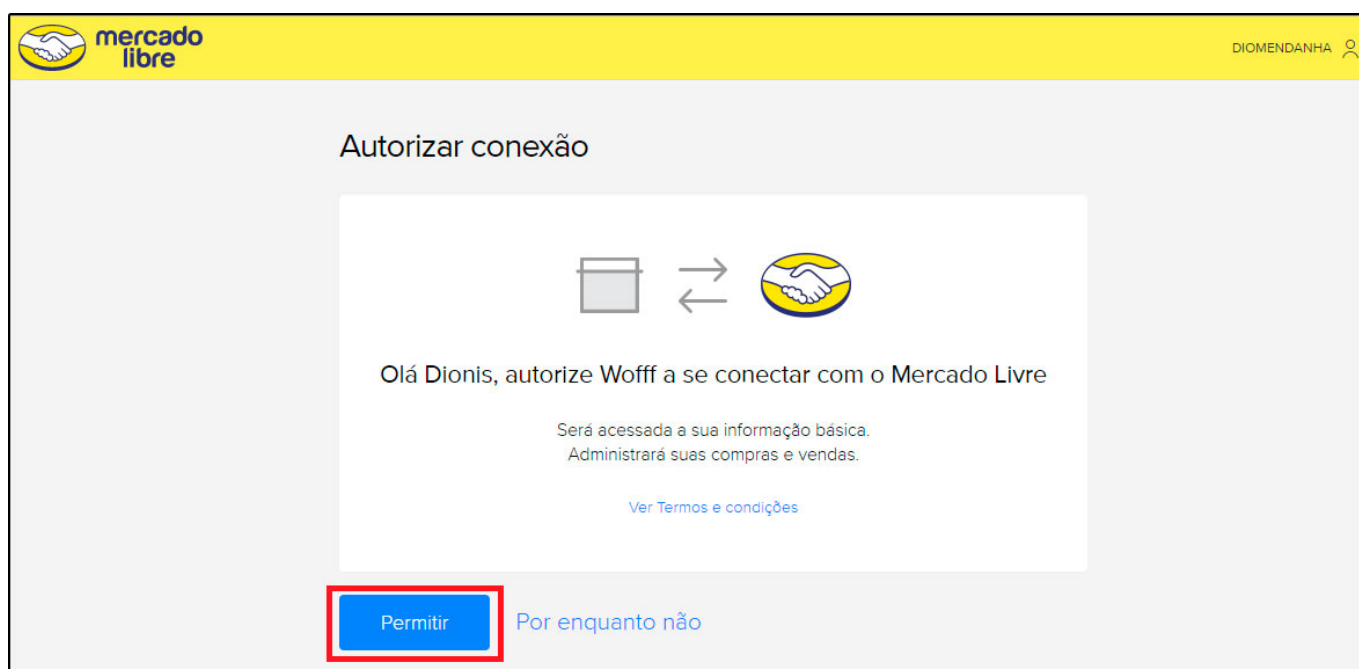 mercado
libre
DIOMENDANHA
Autorizar conexão
Olá Dionis, autorize Wofff a se conectar com o Mercado Livre
Será acessada a sua informação básica.
Administrará suas compras e vendas.
Ver Termos e condições
Permitir
Por enquanto não